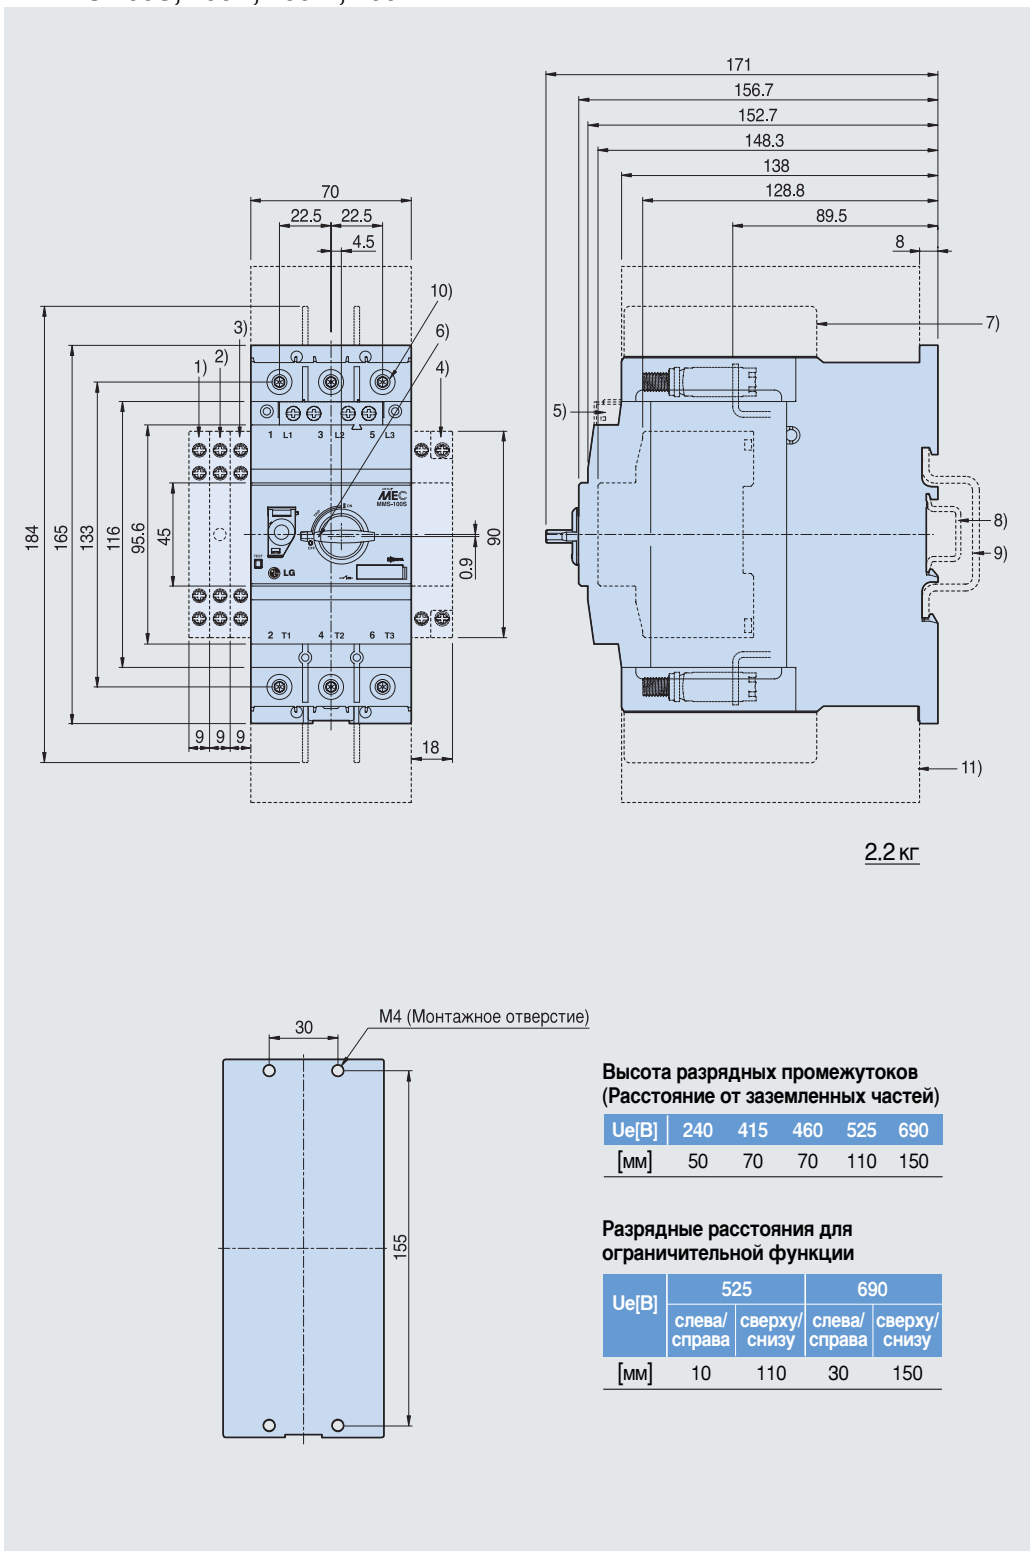 171
156.7
152.7
148.3
138
128.8
89.5
8
70
22.5 22.5
4.5
10)
6)
3)
2)
1)
4)
5)
7)
8)
9)
11)
1 L1 3 L2 5 L3
MEC
MMS-100S
TEST
OFF
ON
LG
2 T1 4 T2 6 T3
184
165
133
116
95.6
45
90
0.9
9 9 9
18
2.2 кг
30
M4 (Монтажное отверстие)
155
Высота разрядных промежутоков
(Расстояние от заземленных частей)
Ue[В] 240 415 460 525 690
[мм] 50 70 70 110 150
Разрядные расстояния для
ограничительной функции
Ue[В] 525 690
слева/ сверху/ слева/ сверху/
справа снизу справа снизу
[мм] 10 110 30 150